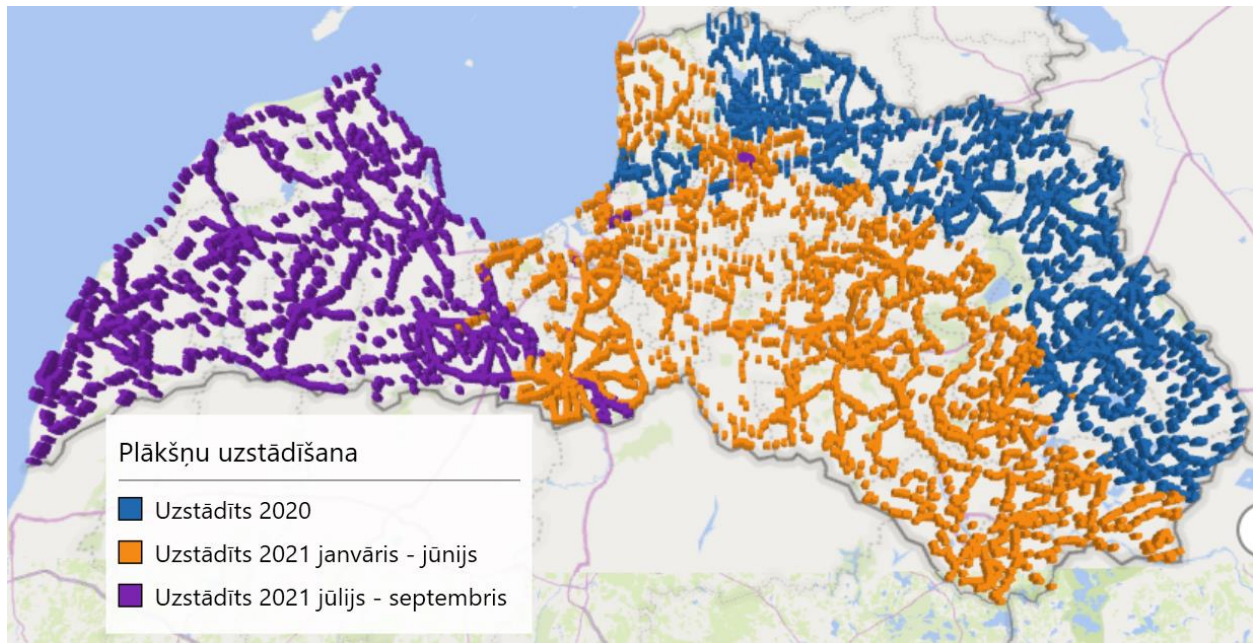 Plākšņu uzstādīšana
Uzstādīts 2020
Uzstādīts 2021 janvāris - jūnijs
Uzstādīts 2021 jūlijs - septembris